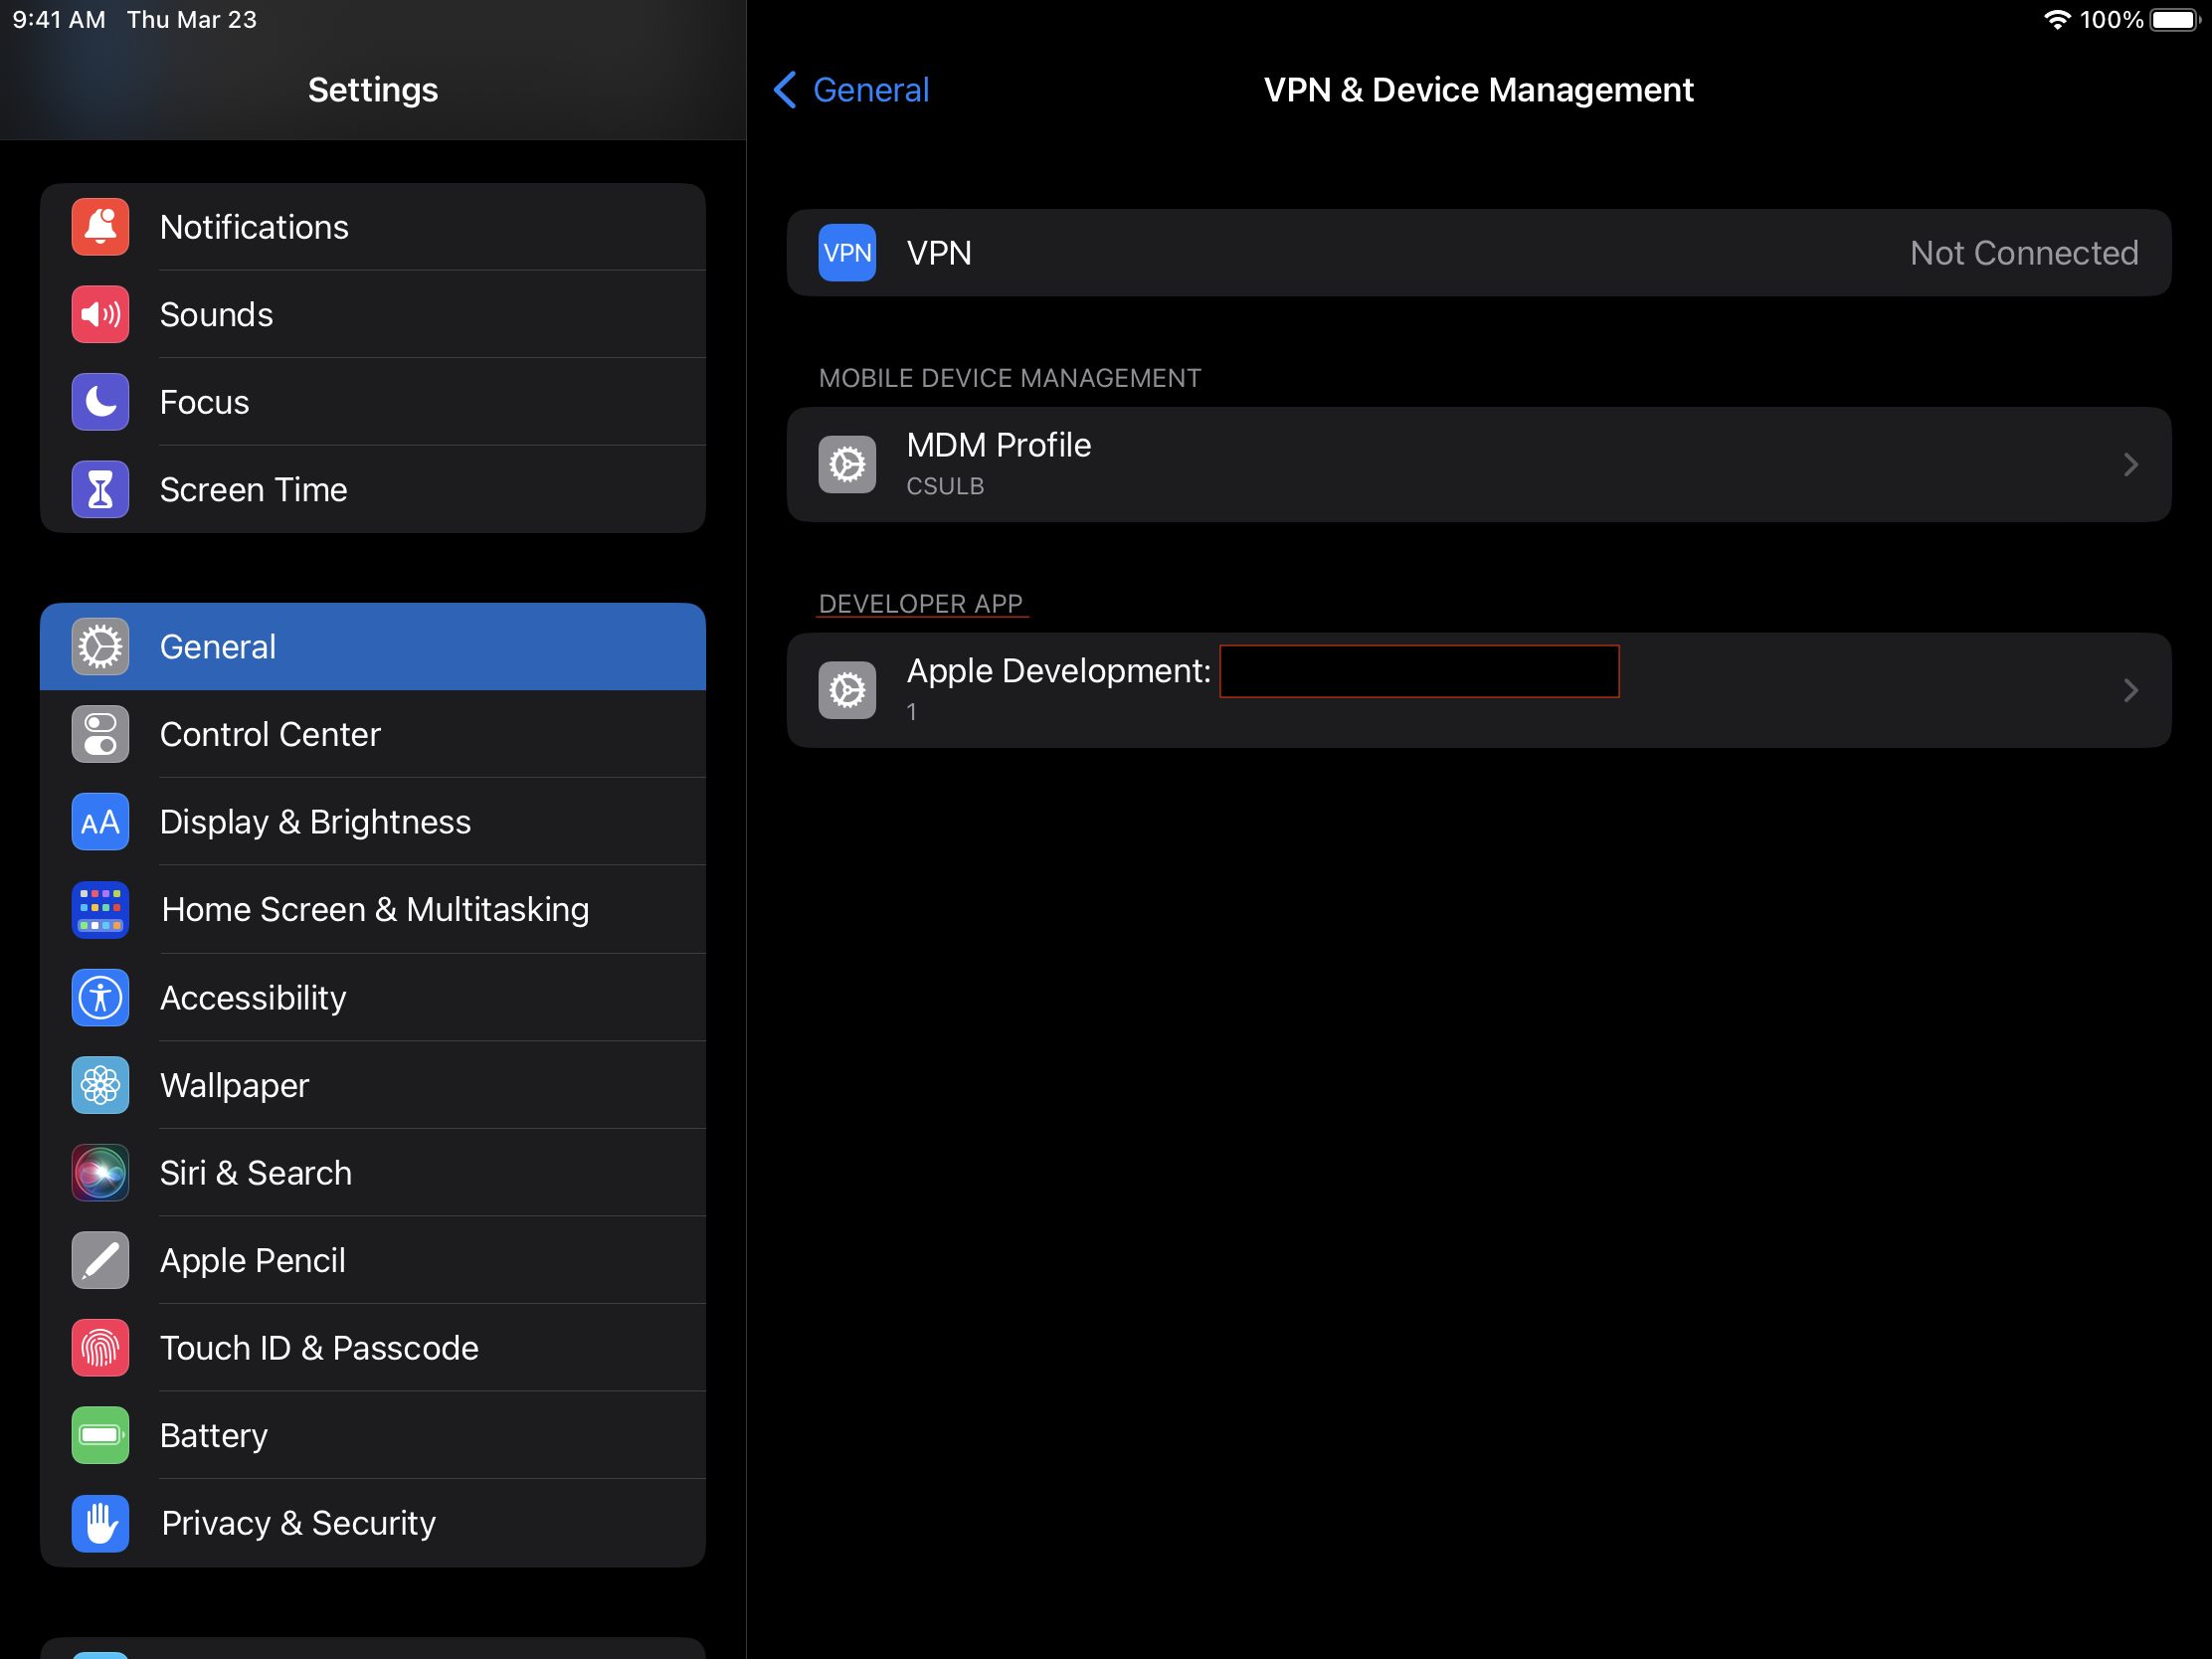 9:41 AM Thu Mar 23
100%
Settings
Notifications
Sounds
Focus
Screen Time
General
Control Center
AA
Display & Brightness
Home Screen & Multitasking
Accessibility
Wallpaper
Siri & Search
Apple Pencil
Touch ID & Passcode
Battery
Privacy & Security
General
VPN & Device Management
VPN
VPN
Not Connected
MOBILE DEVICE MANAGEMENT
MDM Profile
CSULB
DEVELOPER APP
Apple Development:
1